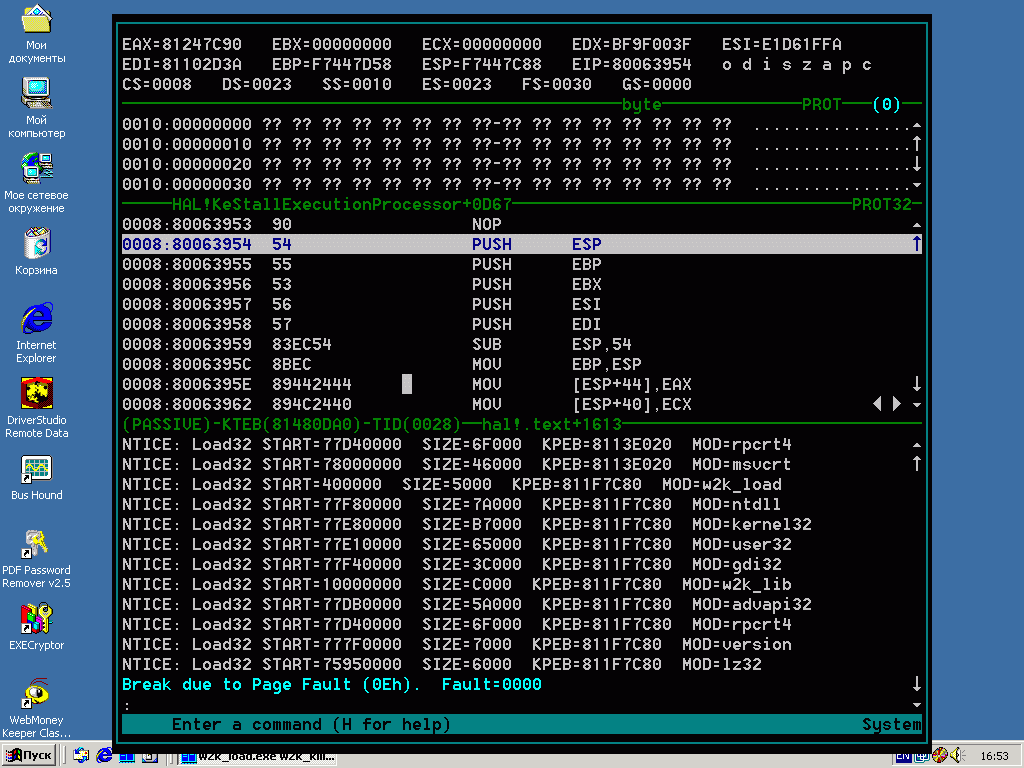 Мои
документы
Мой
компьютер
Мое сетевое
окружение
Корзина
Internet
Explorer
DriverStudio
Remote Data
Bus Hound
PDF Password
Remover v2.5
EXECryptor
WebMoney
Keeper Clas...
EAX=81247C90 EBX=00000000 ECX=00000000 EDX=BF9F003F ESI=E1D61FFA
EDI=81102D3A EBP=F7447D58 ESP=F7447C88 EIP=80063954 o d i s z a p c
CS=0008 DS=0023 SS=0010 ES=0023 FS=0030 GS=0000
byte PROT (0)
0010:00000000 ?? ?? ?? ?? ?? ?? ?? ??-?? ?? ?? ?? ?? ?? ?? ?? ................
0010:00000010 ?? ?? ?? ?? ?? ?? ?? ??-?? ?? ?? ?? ?? ?? ?? ?? ................
0010:00000020 ?? ?? ?? ?? ?? ?? ?? ??-?? ?? ?? ?? ?? ?? ?? ?? ................
0010:00000030 ?? ?? ?? ?? ?? ?? ?? ??-?? ?? ?? ?? ?? ?? ?? ?? ................
HAL!KeStallExecutionProcessor+0D67 PROT32
0008:80063953 90 NOP
0008:80063954 54 PUSH ESP
0008:80063955 55 PUSH EBP
0008:80063956 53 PUSH EBX
0008:80063957 56 PUSH ESI
0008:80063958 57 PUSH EDI
0008:80063959 83EC54 SUB ESP,54
0008:8006395C 8BEC MOV EBP,ESP
0008:8006395E 89442444 MOV [ESP+44],EAX
0008:80063962 894C2440 MOV [ESP+40],ECX
(PASSIVE)-KTEB(81480DA0)-TID(0028)—hal!.text+1613
NTICE: Load32 START=77D40000 SIZE=6F000 KPEB=8113E020 MOD=rpcrt4
NTICE: Load32 START=78000000 SIZE=46000 KPEB=8113E020 MOD=msvcrt
NTICE: Load32 START=400000 SIZE=5000 KPEB=811F7C80 MOD=w2k_load
NTICE: Load32 START=77F80000 SIZE=7A000 KPEB=811F7C80 MOD=ntdll
NTICE: Load32 START=77E80000 SIZE=B7000 KPEB=811F7C80 MOD=kernel32
NTICE: Load32 START=77E10000 SIZE=65000 KPEB=811F7C80 MOD=user32
NTICE: Load32 START=77F40000 SIZE=3C000 KPEB=811F7C80 MOD=gdi32
NTICE: Load32 START=10000000 SIZE=C000 KPEB=811F7C80 MOD=w2k_lib
NTICE: Load32 START=77DB0000 SIZE=5A000 KPEB=811F7C80 MOD=advapi32
NTICE: Load32 START=77D40000 SIZE=6F000 KPEB=811F7C80 MOD=rpcrt4
NTICE: Load32 START=777F0000 SIZE=7000 KPEB=811F7C80 MOD=version
NTICE: Load32 START=75950000 SIZE=6000 KPEB=811F7C80 MOD=lz32
Break due to Page Fault (0Eh). Fault=0000
:
Enter a command (H for help) System
Пуск w2k_load.exe w2k_kill... EN 16:53